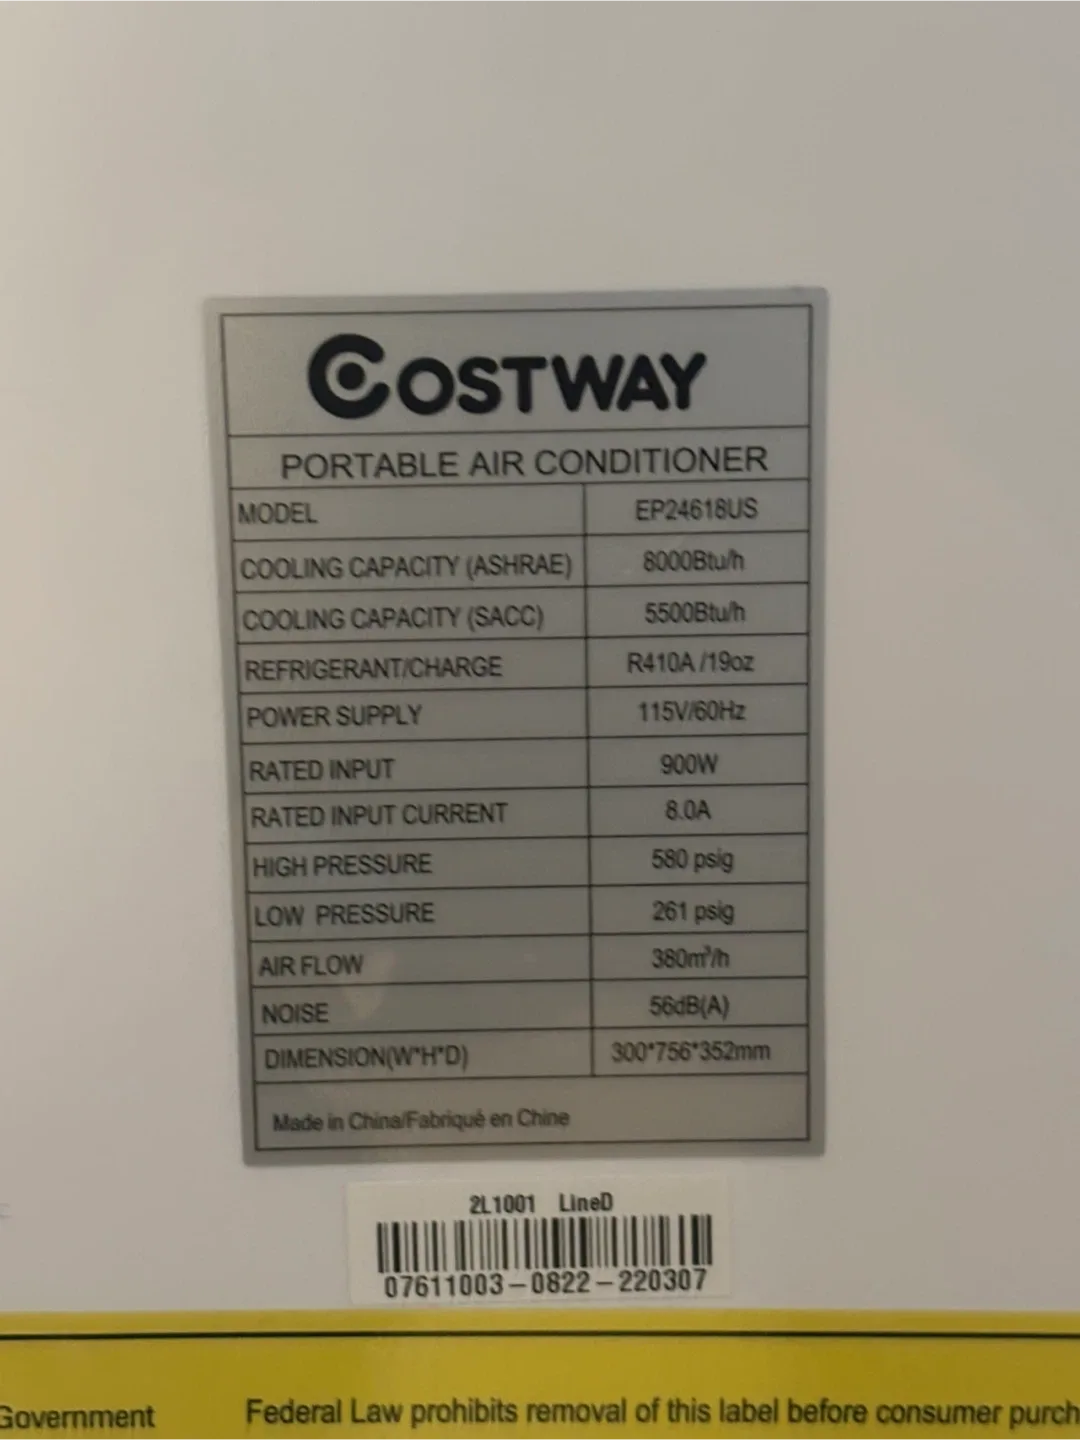 COSTWAY
PORTABLE AIR CONDITIONER
MODEL EP24618US
COOLING CAPACITY (ASHRAE) 8000Btu/h
COOLING CAPACITY (SACC) 5500Btu/h
REFRIGERANT/CHARGE R410A /19oz
POWER SUPPLY 115V/60Hz
RATED INPUT 900W
RATED INPUT CURRENT 8.0A
HIGH PRESSURE 580 psig
LOW PRESSURE 261 psig
AIR FLOW 380m³/h
NOISE 56dB(A)
DIMENSION(W*H*D) 300*756*352mm
Made in China/Fabriqué en Chine
2L1001 LineD
07611003-0822-220307
Government Federal Law prohibits removal of this label before consumer purch